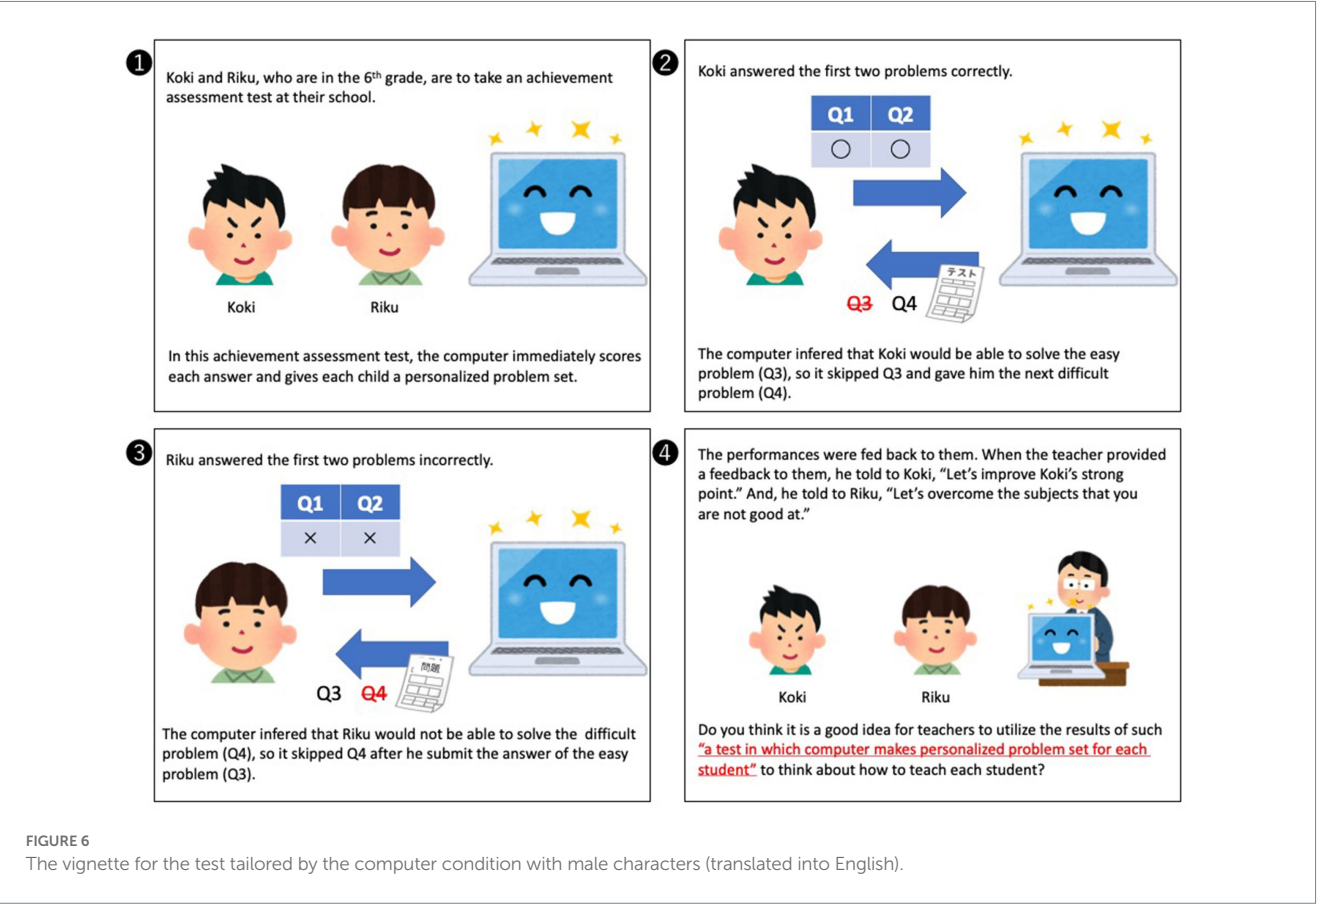 ❶
Koki and Riku, who are in the 6th grade, are to take an achievement
assessment test at their school.
Koki
Riku
In this achievement assessment test, the computer immediately scores
each answer and gives each child a personalized problem set.
❷
Koki answered the first two problems correctly.
Q1 Q2
○ ○
テスト
Q3 Q4
The computer infered that Koki would be able to solve the easy
problem (Q3), so it skipped Q3 and gave him the next difficult
problem (Q4).
❸
Riku answered the first two problems incorrectly.
Q1 Q2
× ×
問題
Q3 Q4
The computer infered that Riku would not be able to solve the difficult
problem (Q4), so it skipped Q4 after he submit the answer of the easy
problem (Q3).
❹
The performances were fed back to them. When the teacher provided
a feedback to them, he told to Koki, “Let’s improve Koki’s strong
point.” And, he told to Riku, “Let’s overcome the subjects that you
are not good at.”
Koki
Riku
Do you think it is a good idea for teachers to utilize the results of such
“a test in which computer makes personalized problem set for each
student” to think about how to teach each student?
FIGURE 6
The vignette for the test tailored by the computer condition with male characters (translated into English).